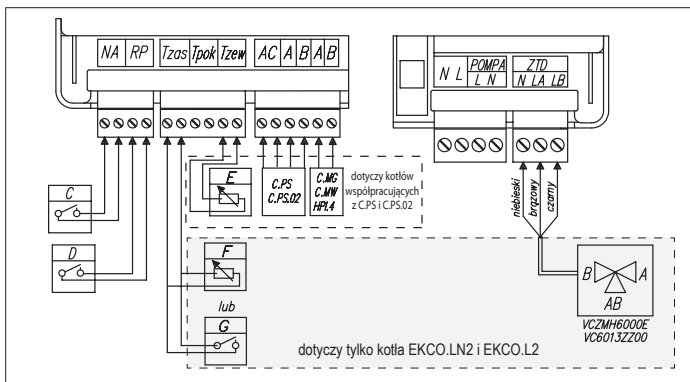 NA RP Tzas Tpok Tzew AC A B A B
N L POMPA ZTD
L N N LA LB
niebieski
brązowy
czarny
C
D
E
C.PS
C.PS.02
C.MG
C.MW
HPI.4
dotyczy kotłów
współpracujących
z C.PS i C.PS.02
F
lub
G
dotyczy tylko kotła EKCO.LN2 i EKCO.L2
B A
AB
VCZMH6000E
VC6013ZZ00